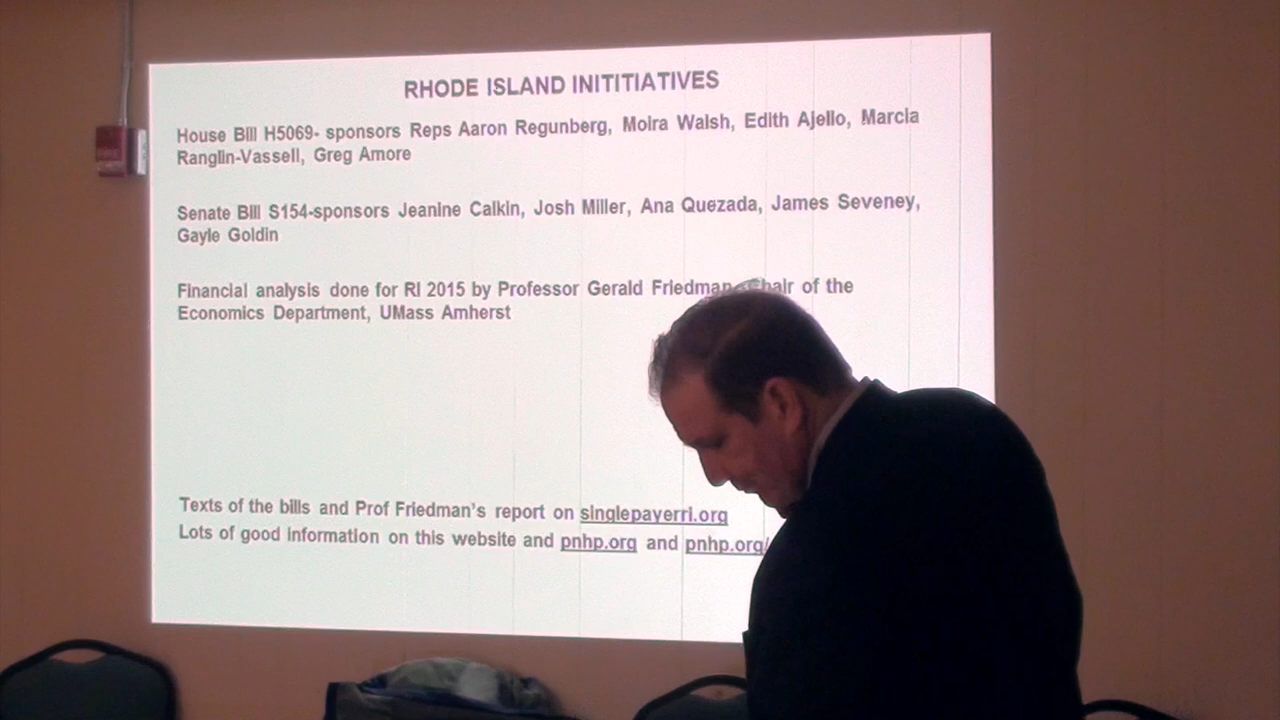 RHODE ISLAND INITITIATIVES
House Bill H5069- sponsors Reps Aaron Regunberg, Moira Walsh, Edith Ajello, Marcia
Ranglin-Vassell, Greg Amore
Senate Bill S154-sponsors Jeanine Calkin, Josh Miller, Ana Quezada, James Seveney,
Gayle Goldin
Financial analysis done for RI 2015 by Professor Gerald Friedman, Chair of the
Economics Department, UMass Amherst
Texts of the bills and Prof Friedman's report on singlepayerri.org
Lots of good information on this website and pnhp.org and pnhp.org/